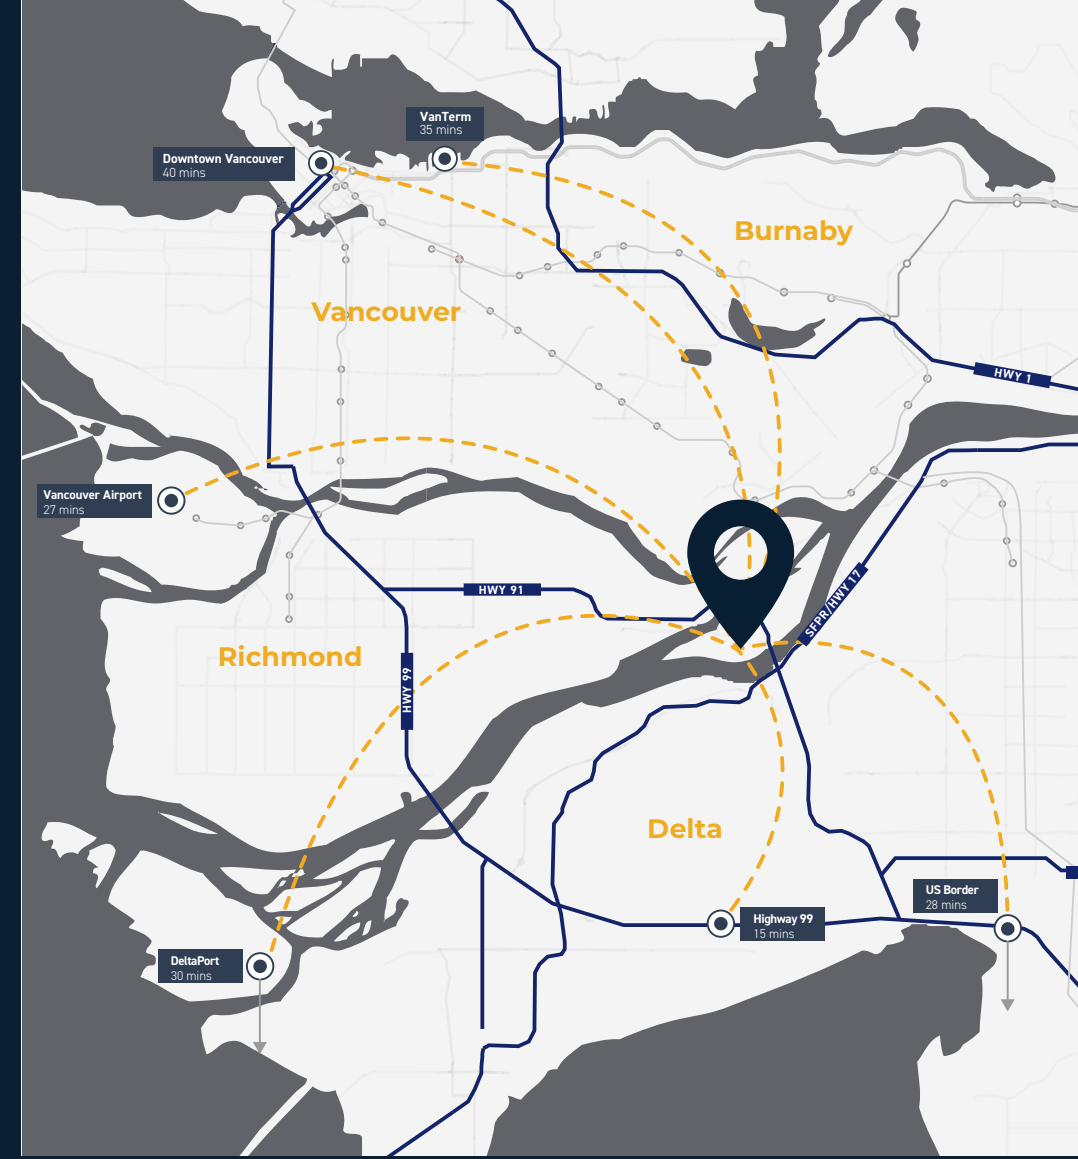 VanTerm
35 mins
Downtown Vancouver
40 mins
Burnaby
Vancouver
HWY 1
Vancouver Airport
27 mins
HWY 91
SFPR/HWY 17
Richmond
HWY 99
Delta
US Border
28 mins
Highway 99
15 mins
DeltaPort
30 mins